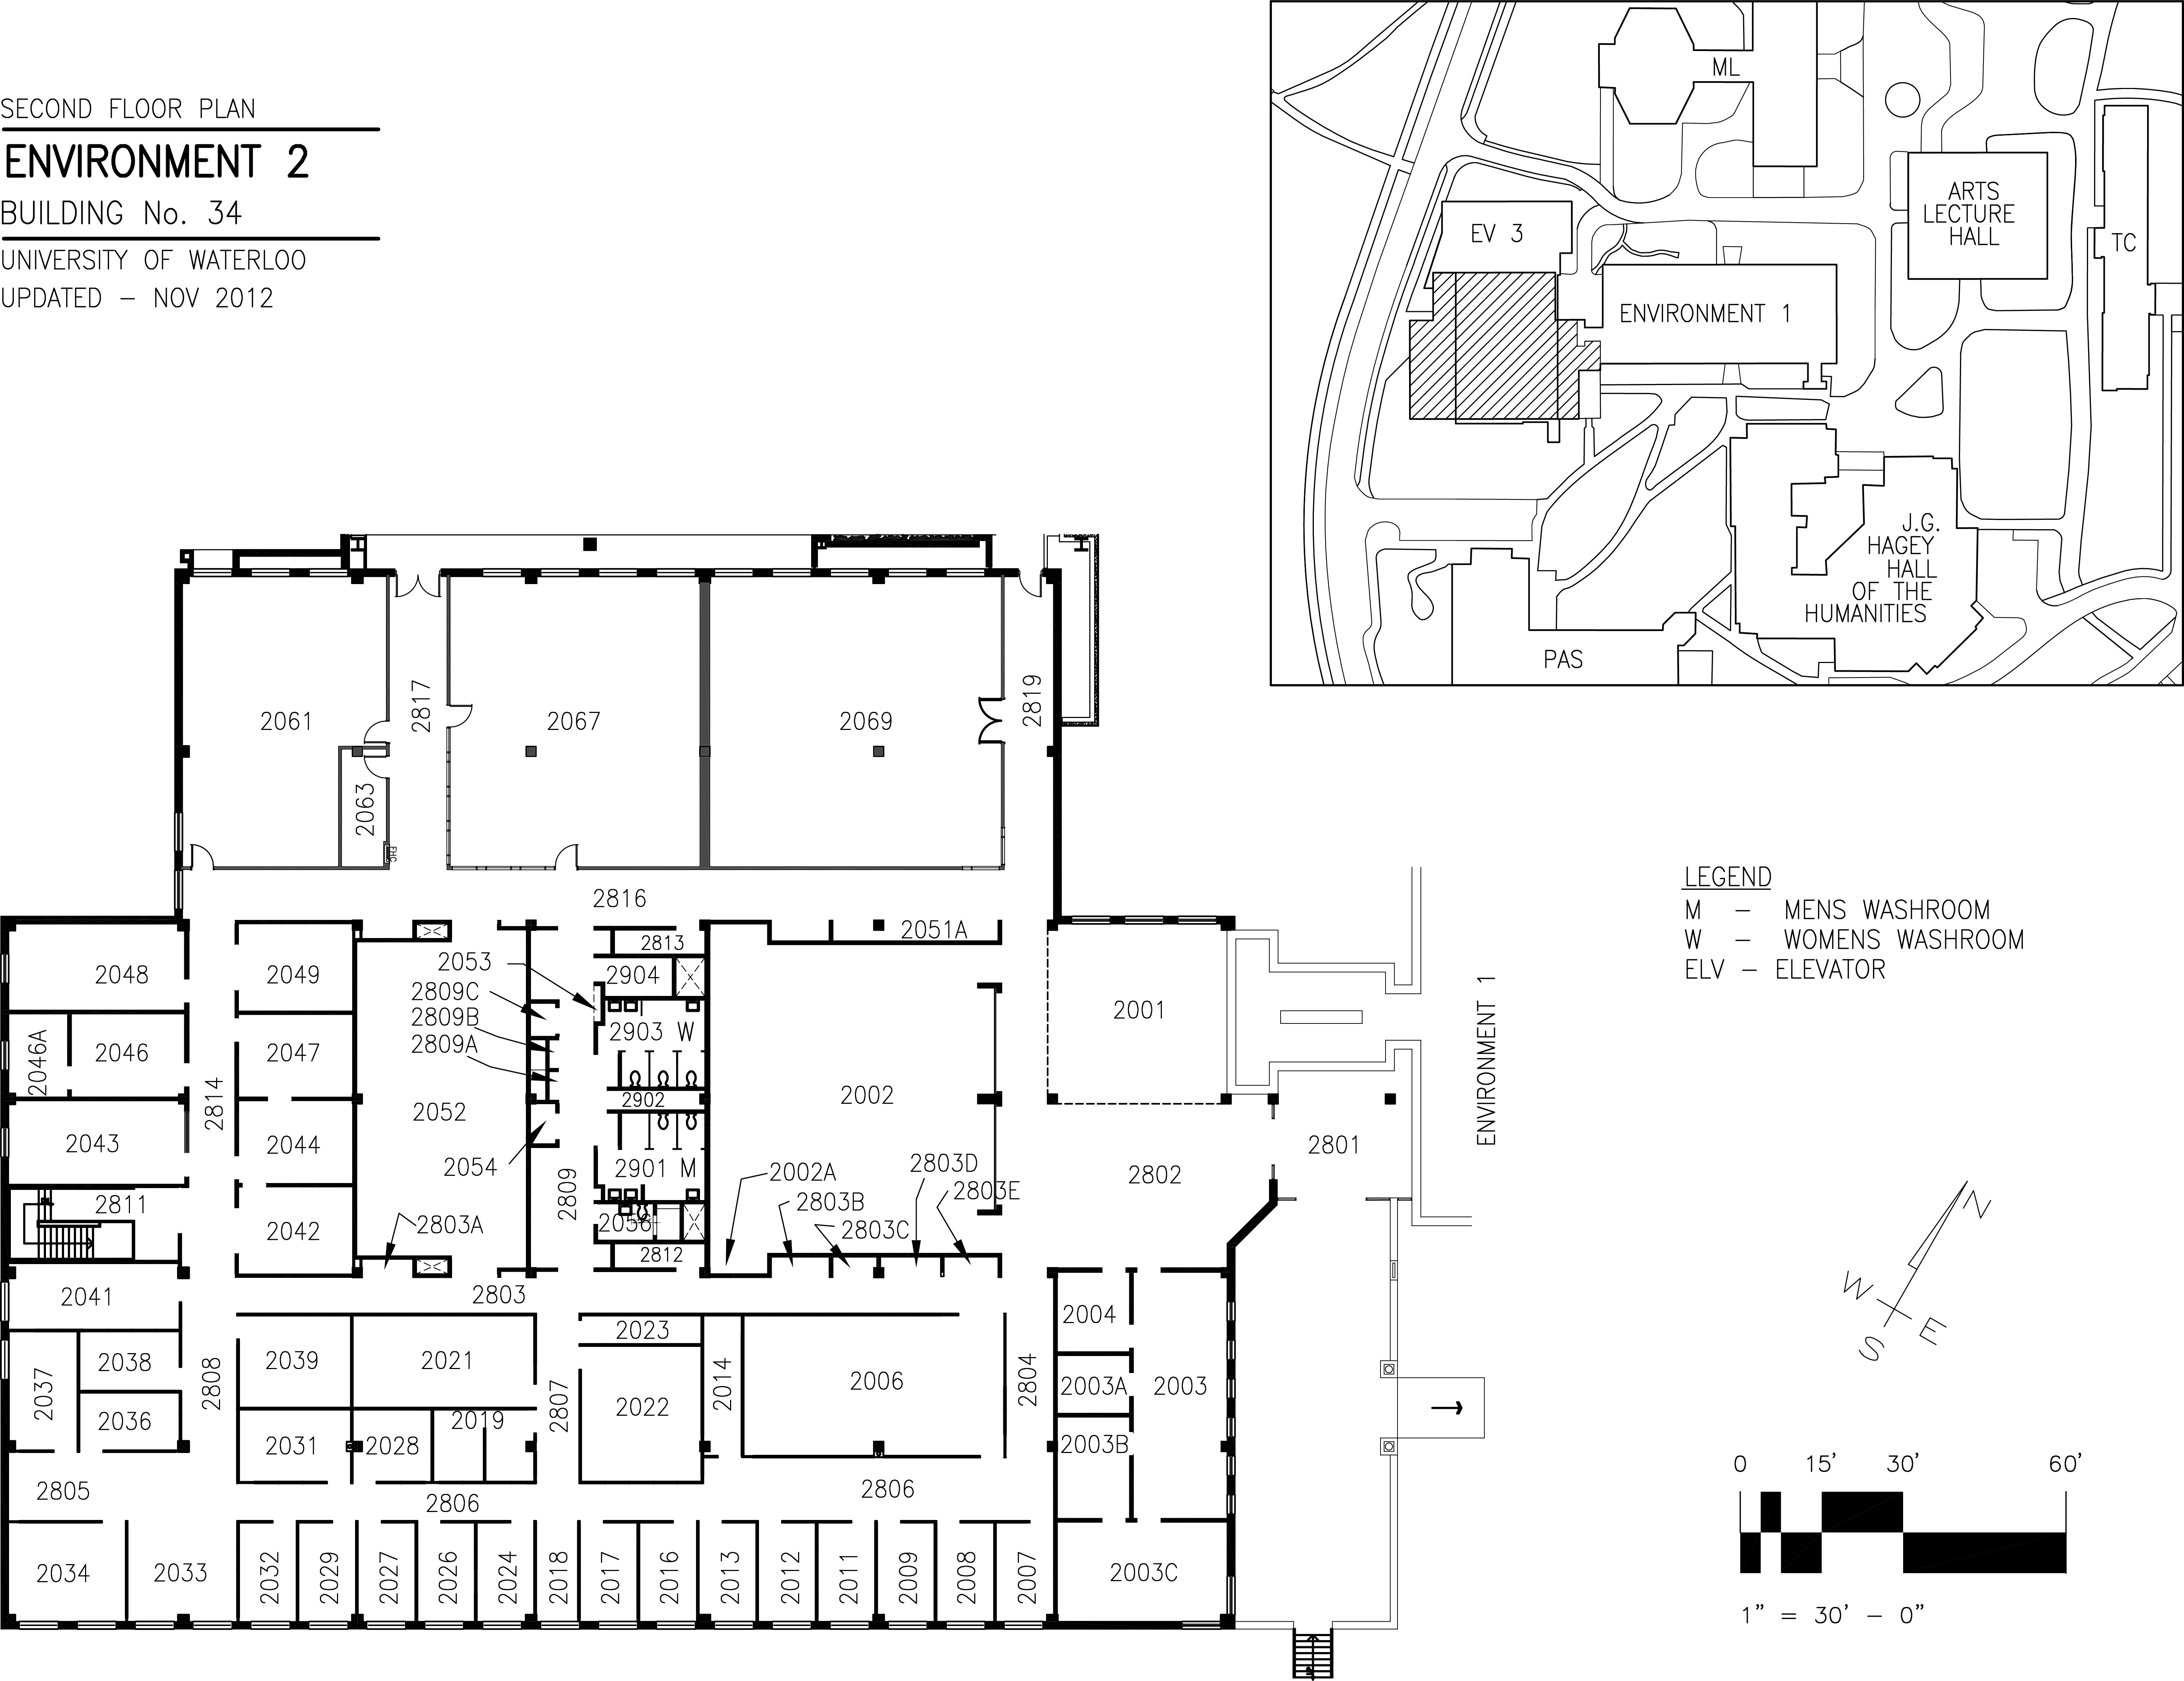 SECOND FLOOR PLAN
ENVIRONMENT 2
BUILDING No. 34
UNIVERSITY OF WATERLOO
UPDATED – NOV 2012
ML
ARTS
LECTURE
HALL
TC
EV 3
ENVIRONMENT 1
J.G.
HAGEY
HALL
OF THE
HUMANITIES
PAS
2061
2817
2067
2069
2819
2063
FHC
2816
LEGEND
M – MENS WASHROOM
W – WOMENS WASHROOM
ELV – ELEVATOR
2051A
2813
2053
2904
2048
2049
2809C
2809B
2809A
2903 W
2001
ENVIRONMENT 1
2046A
2046
2047
2814
2052
2902
2002
2043
2044
2054
2901 M
2809
2801
2802
2002A
2803D
2803B
2803E
2803C
2811
2042
2803A
2056
2812
2041
2803
2004
N
W
E
S
2023
2039
2021
2038
2037
2808
2036
2807
2022
2014
2006
2804
2003A
2003
2019
2031
2028
2003B
2805
2806
2806
0 15' 30' 60'
2034
2033
2032
2029
2027
2026
2024
2018
2017
2016
2013
2012
2011
2009
2008
2007
2003C
1" = 30' – 0"